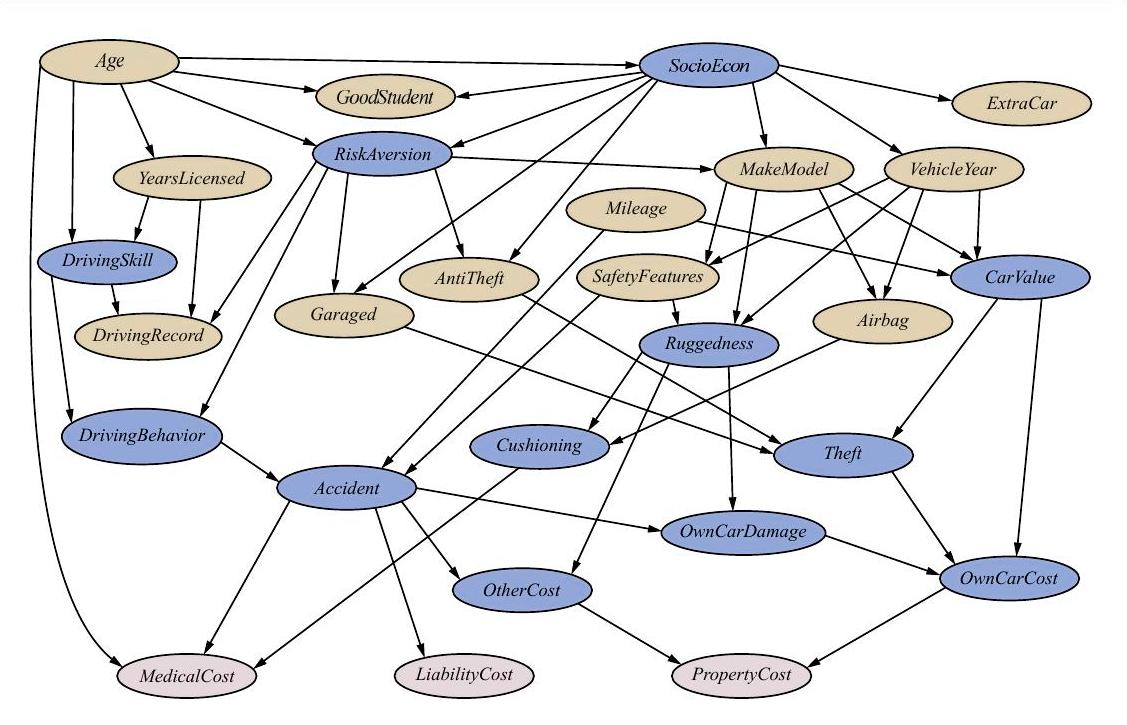 Age
SocioEcon
GoodStudent
ExtraCar
RiskAversion
MakeModel
VehicleYear
YearsLicensed
Mileage
DrivingSkill
AntiTheft
SafetyFeatures
CarValue
Garaged
Airbag
DrivingRecord
Ruggedness
DrivingBehavior
Cushioning
Theft
Accident
OwnCarDamage
OtherCost
OwnCarCost
MedicalCost
LiabilityCost
PropertyCost